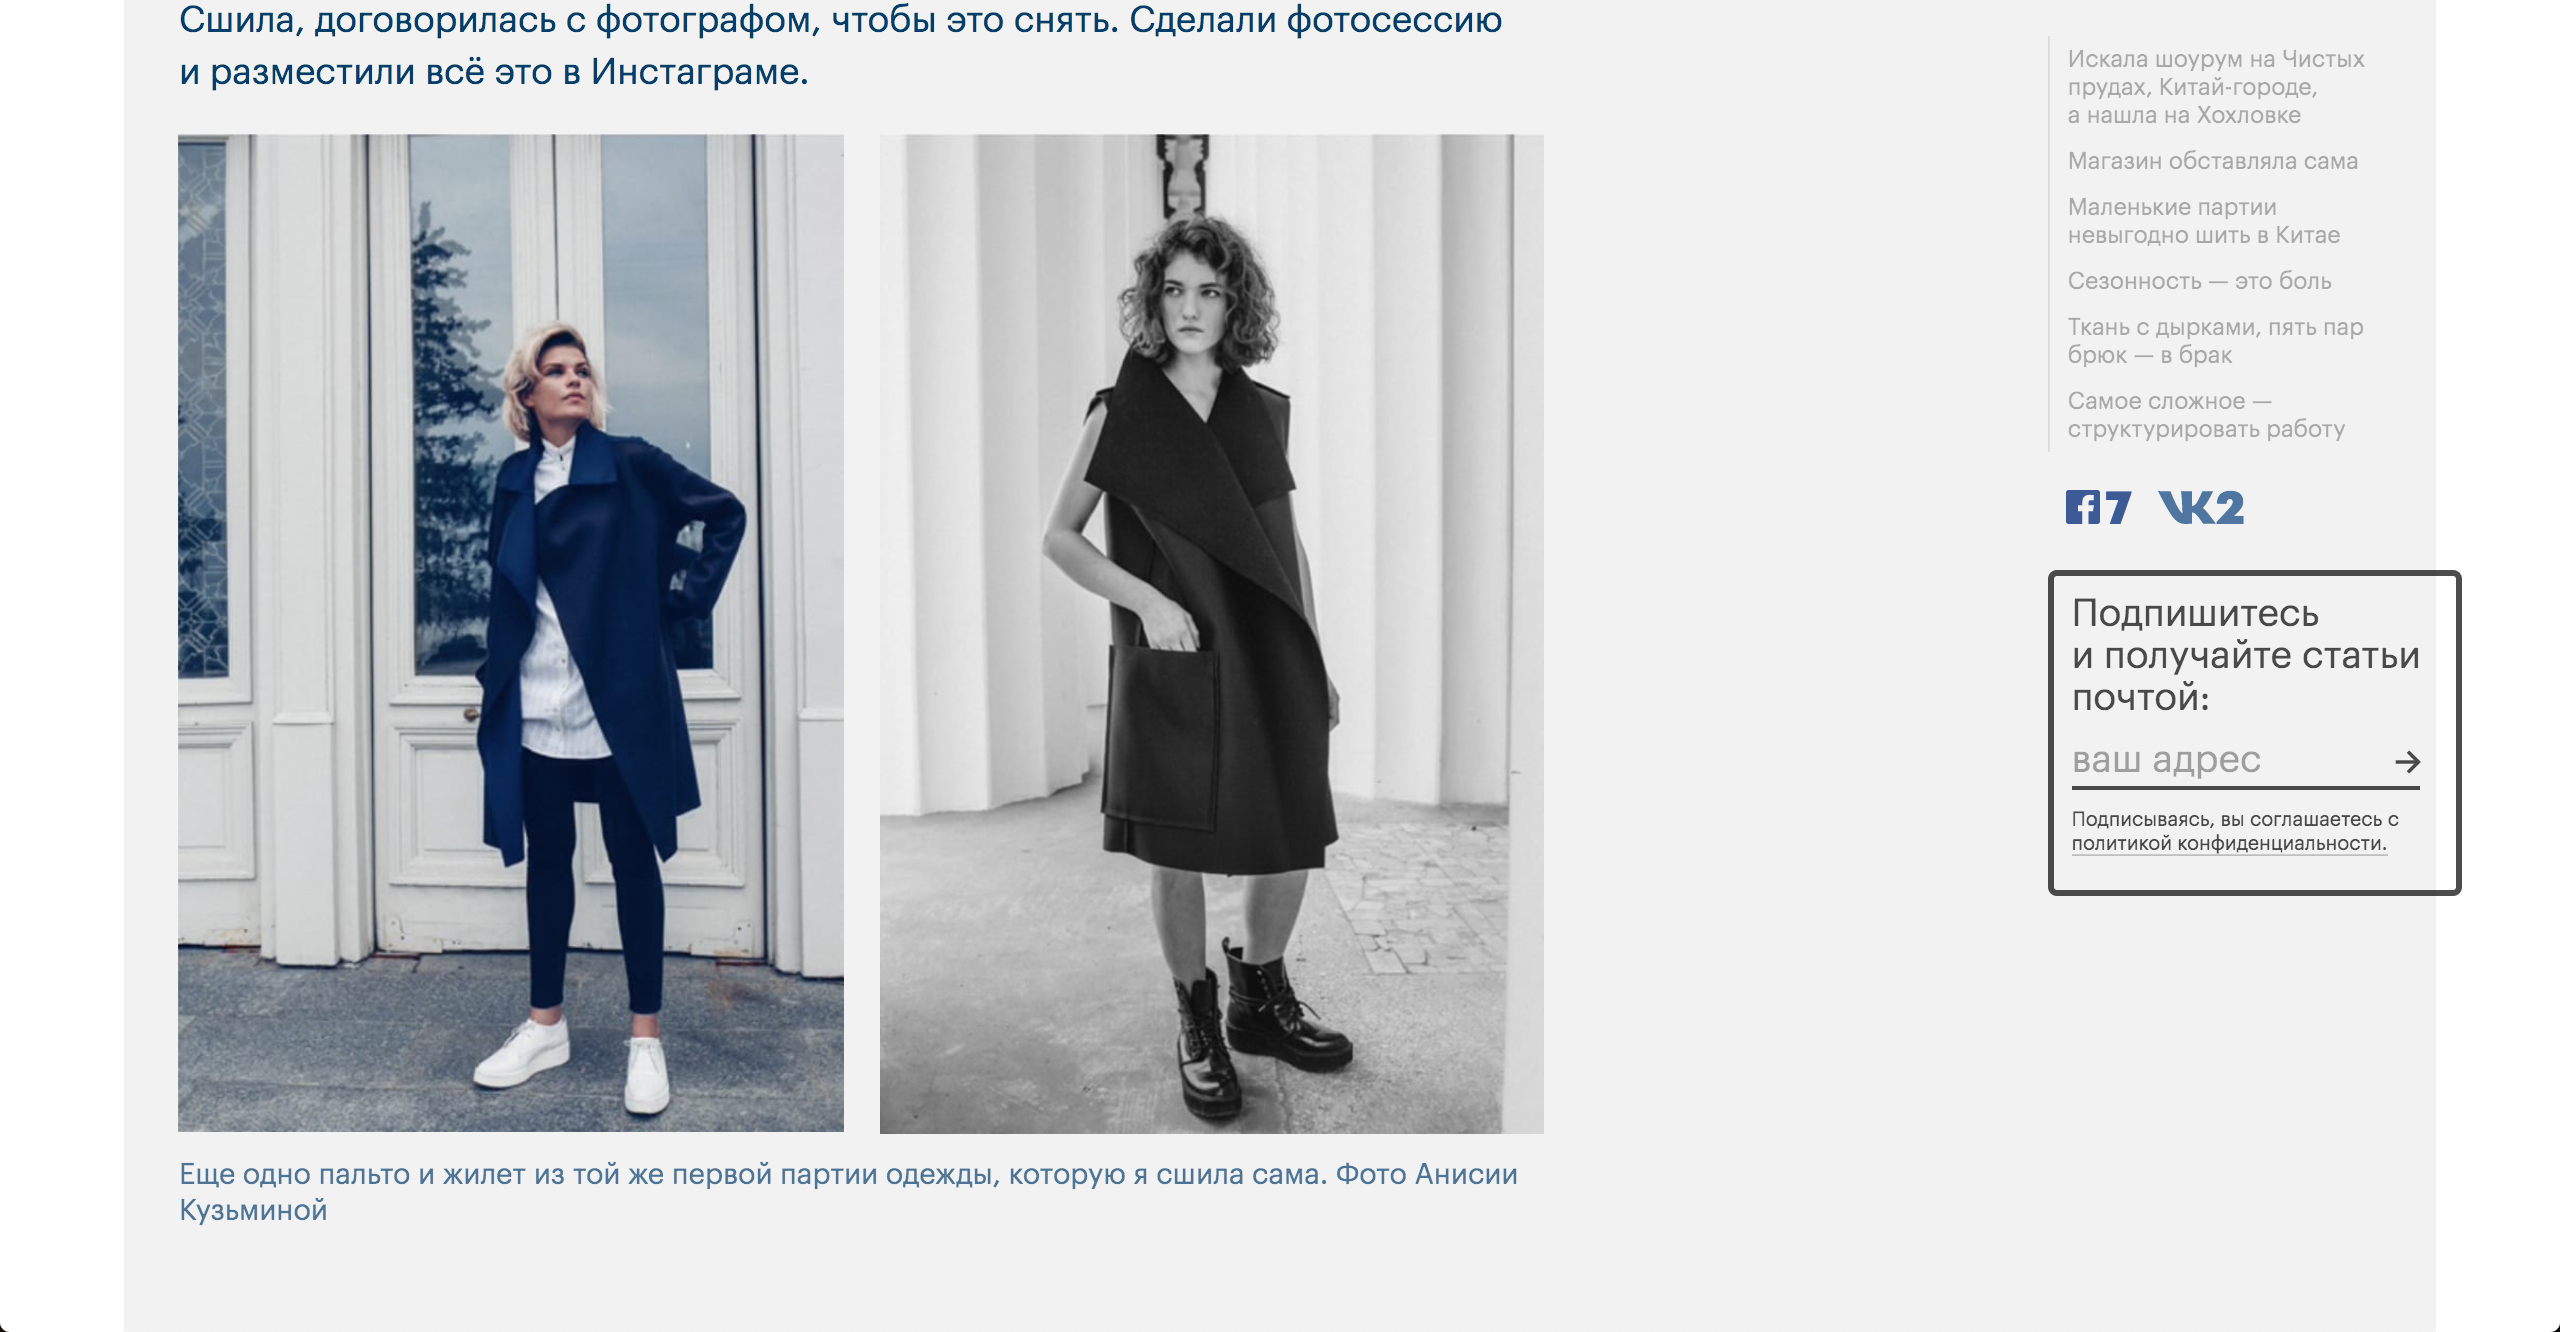 Сшила, договорилась с фотографом, чтобы это снять. Сделали фотосессию
и разместили всё это в Инстаграме.
Еще одно пальто и жилет из той же первой партии одежды, которую я сшила сама. Фото Анисии
Кузьминой
Искала шоурум на Чистых
прудах, Китай-городе,
а нашла на Хохловке
Магазин обставляла сама
Маленькие партии
невыгодно шить в Китае
Сезонность — это боль
Ткань с дырками, пять пар
брюк — в брак
Самое сложное —
структурировать работу
f 7 VK 2
Подпишитесь
и получайте статьи
почтой:
ваш адрес →
Подписываясь, вы соглашаетесь с
политикой конфиденциальности.